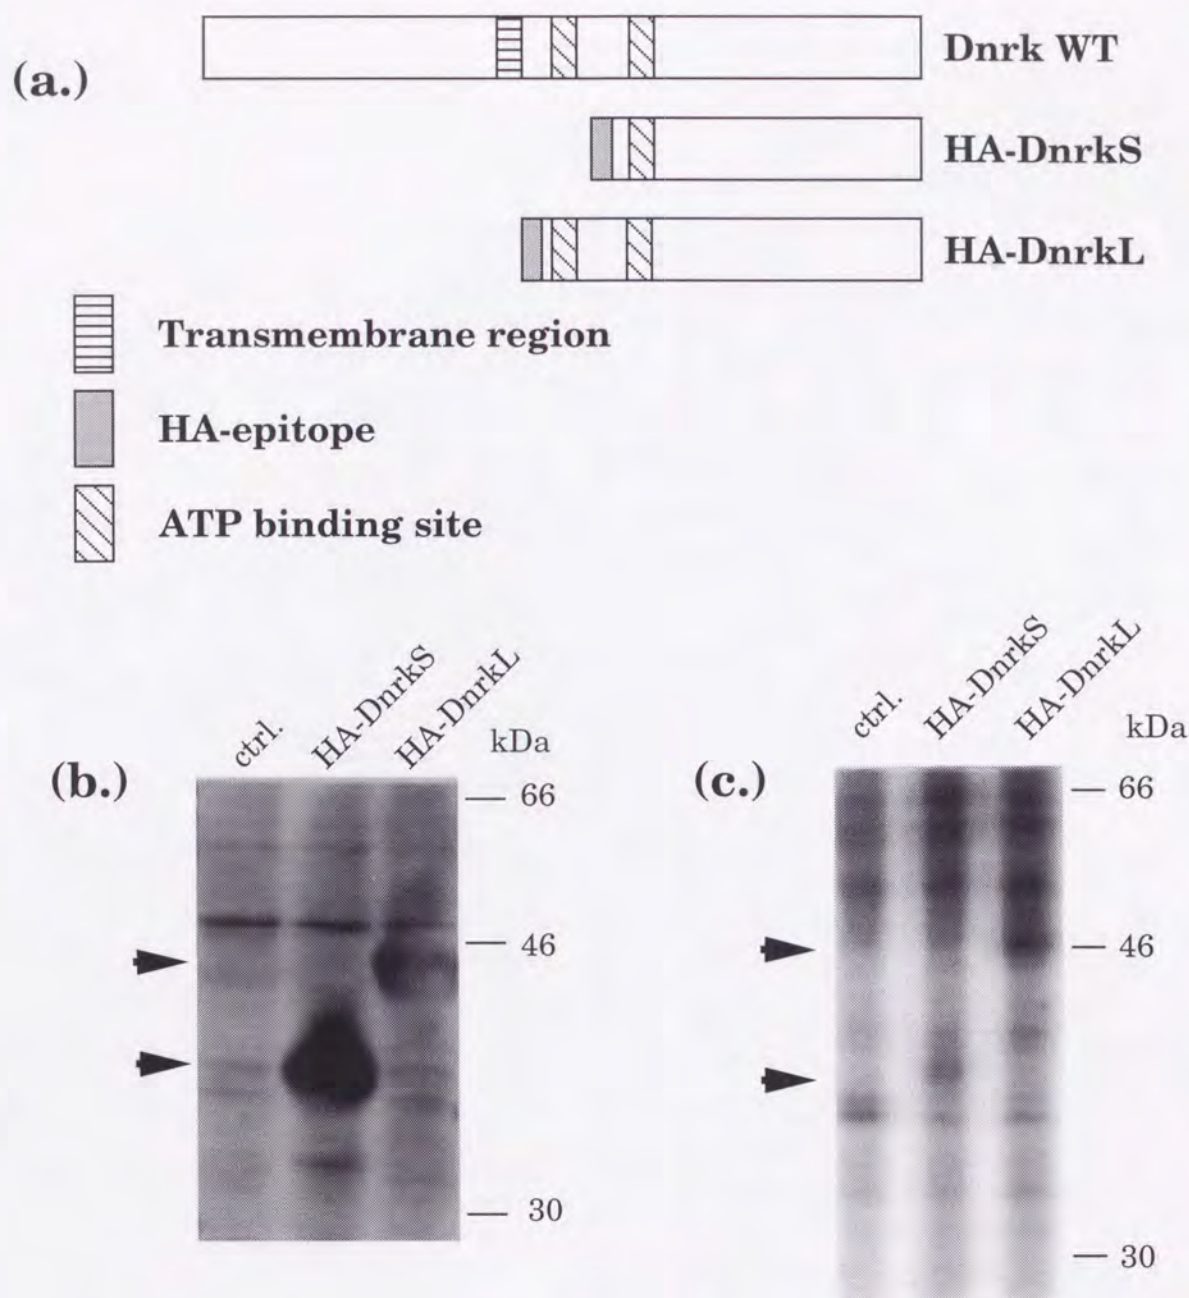 (a.)
Dnrk WT
HA-DnrkS
HA-DnrkL
Transmembrane region
HA-epitope
ATP binding site
(b.)
ctrl.
HA-DnrkS
HA-DnrkL
kDa
66
46
30
(c.)
ctrl.
HA-DnrkS
HA-DnrkL
kDa
66
46
30